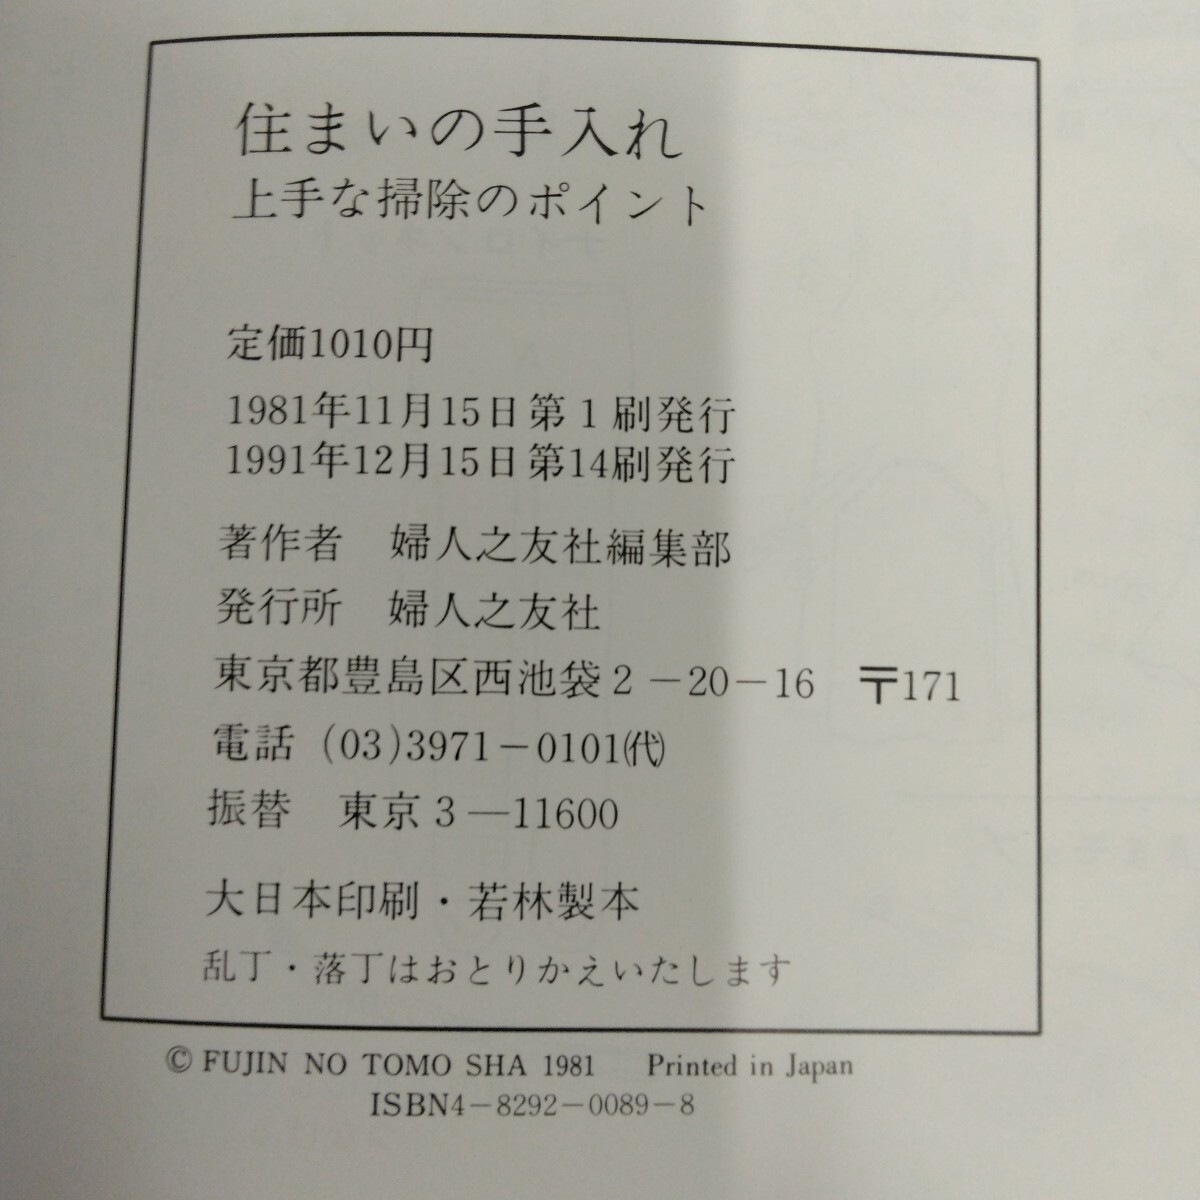 住まいの手入れ
上手な掃除のポイント
定価1010円
1981年11月15日第1刷発行
1991年12月15日第14刷発行
著作者 婦人之友社編集部
発行所 婦人之友社
東京都豊島区西池袋2-20-16 〒171
電話 (03)3971-0101㈹
振替 東京3―11600
大日本印刷・若林製本
乱丁・落丁はおとりかえいたします
© FUJIN NO TOMO SHA 1981 Printed in Japan
ISBN4-8292-0089-8